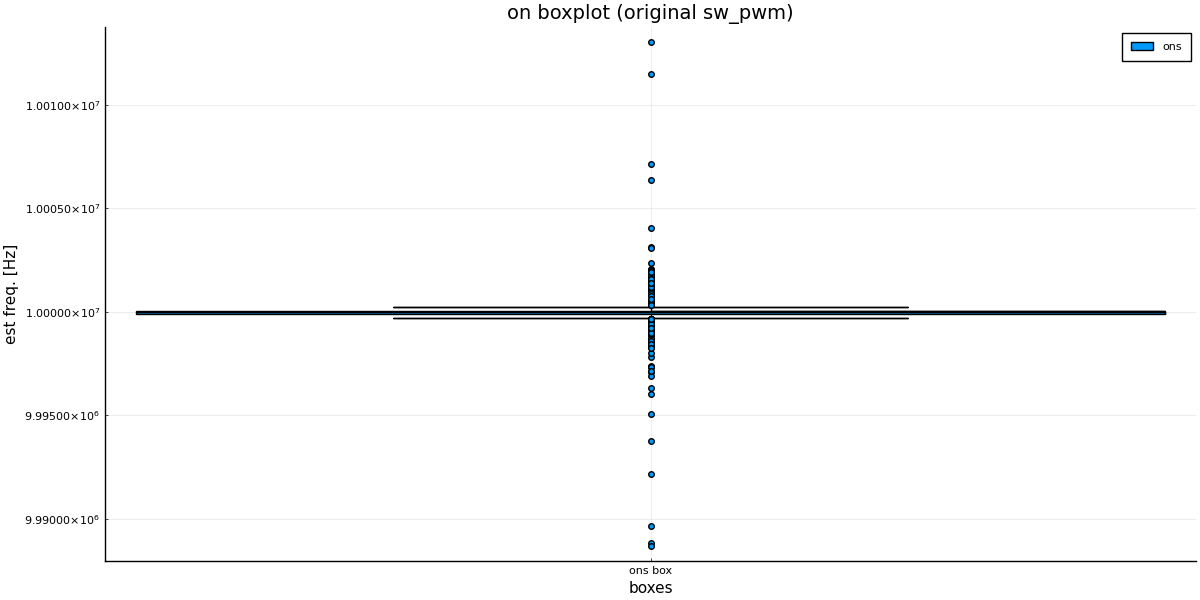 on boxplot (original sw_pwm)
ons
1.00100×10⁷
1.00050×10⁷
1.00000×10⁷
9.99500×10⁶
9.99000×10⁶
est freq. [Hz]
ons box
boxes